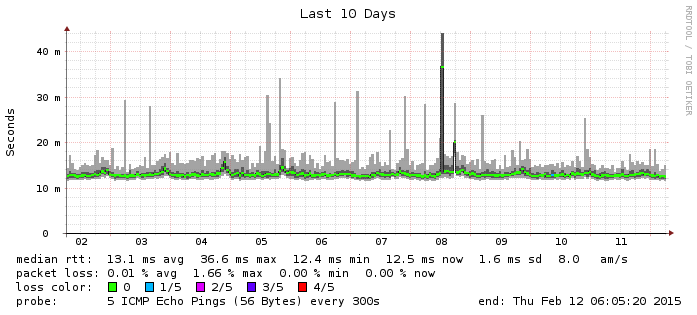 Last 10 Days
RRDTOOL / TOBI OETIKER
Seconds
40 m
30 m
20 m
10 m
0
02 03 04 05 06 07 08 09 10 11
median rtt: 13.1 ms avg 36.6 ms max 12.4 ms min 12.5 ms now 1.6 ms sd 8.0 am/s
packet loss: 0.01 % avg 1.66 % max 0.00 % min 0.00 % now
loss color: 0 1/5 2/5 3/5 4/5
probe: 5 ICMP Echo Pings (56 Bytes) every 300s end: Thu Feb 12 06:05:20 2015